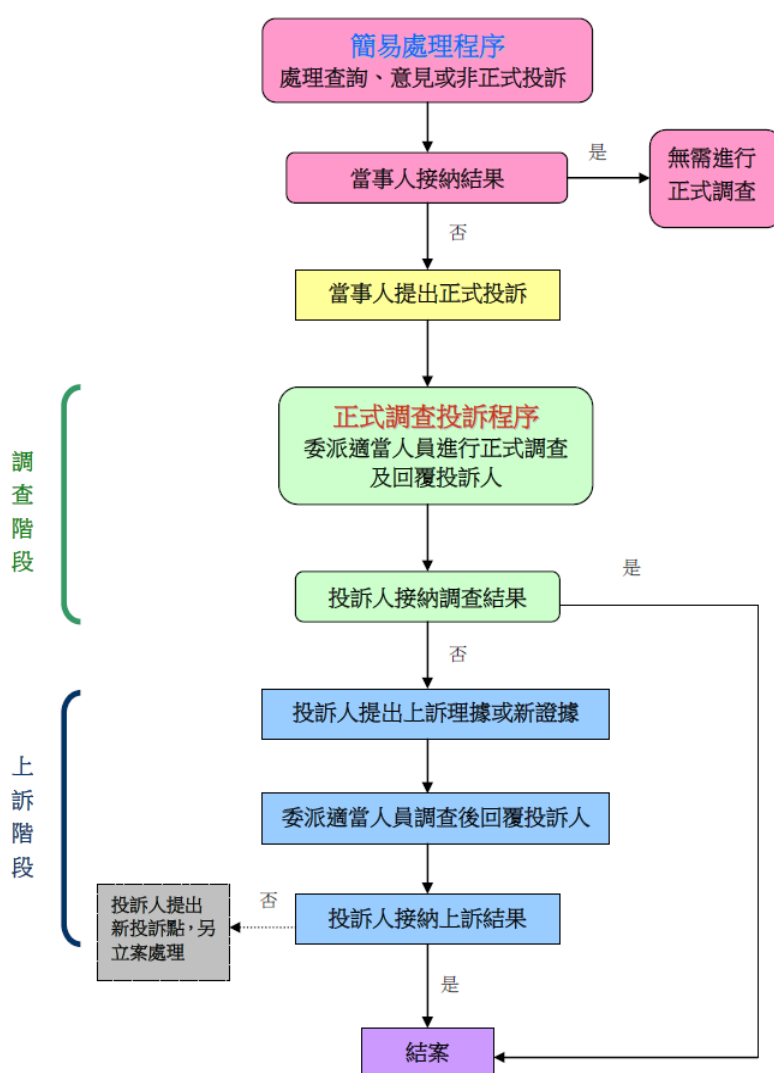 簡易處理程序
處理查詢、意見或非正式投訴
當事人接納結果
是
無需進行
正式調查
否
當事人提出正式投訴
調查階段
正式調查投訴程序
委派適當人員進行正式調查
及回覆投訴人
投訴人接納調查結果
是
否
上訴階段
投訴人提出上訴理據或新證據
委派適當人員調查後回覆投訴人
投訴人接納上訴結果
否
投訴人提出
新投訴點，另
立案處理
是
結案